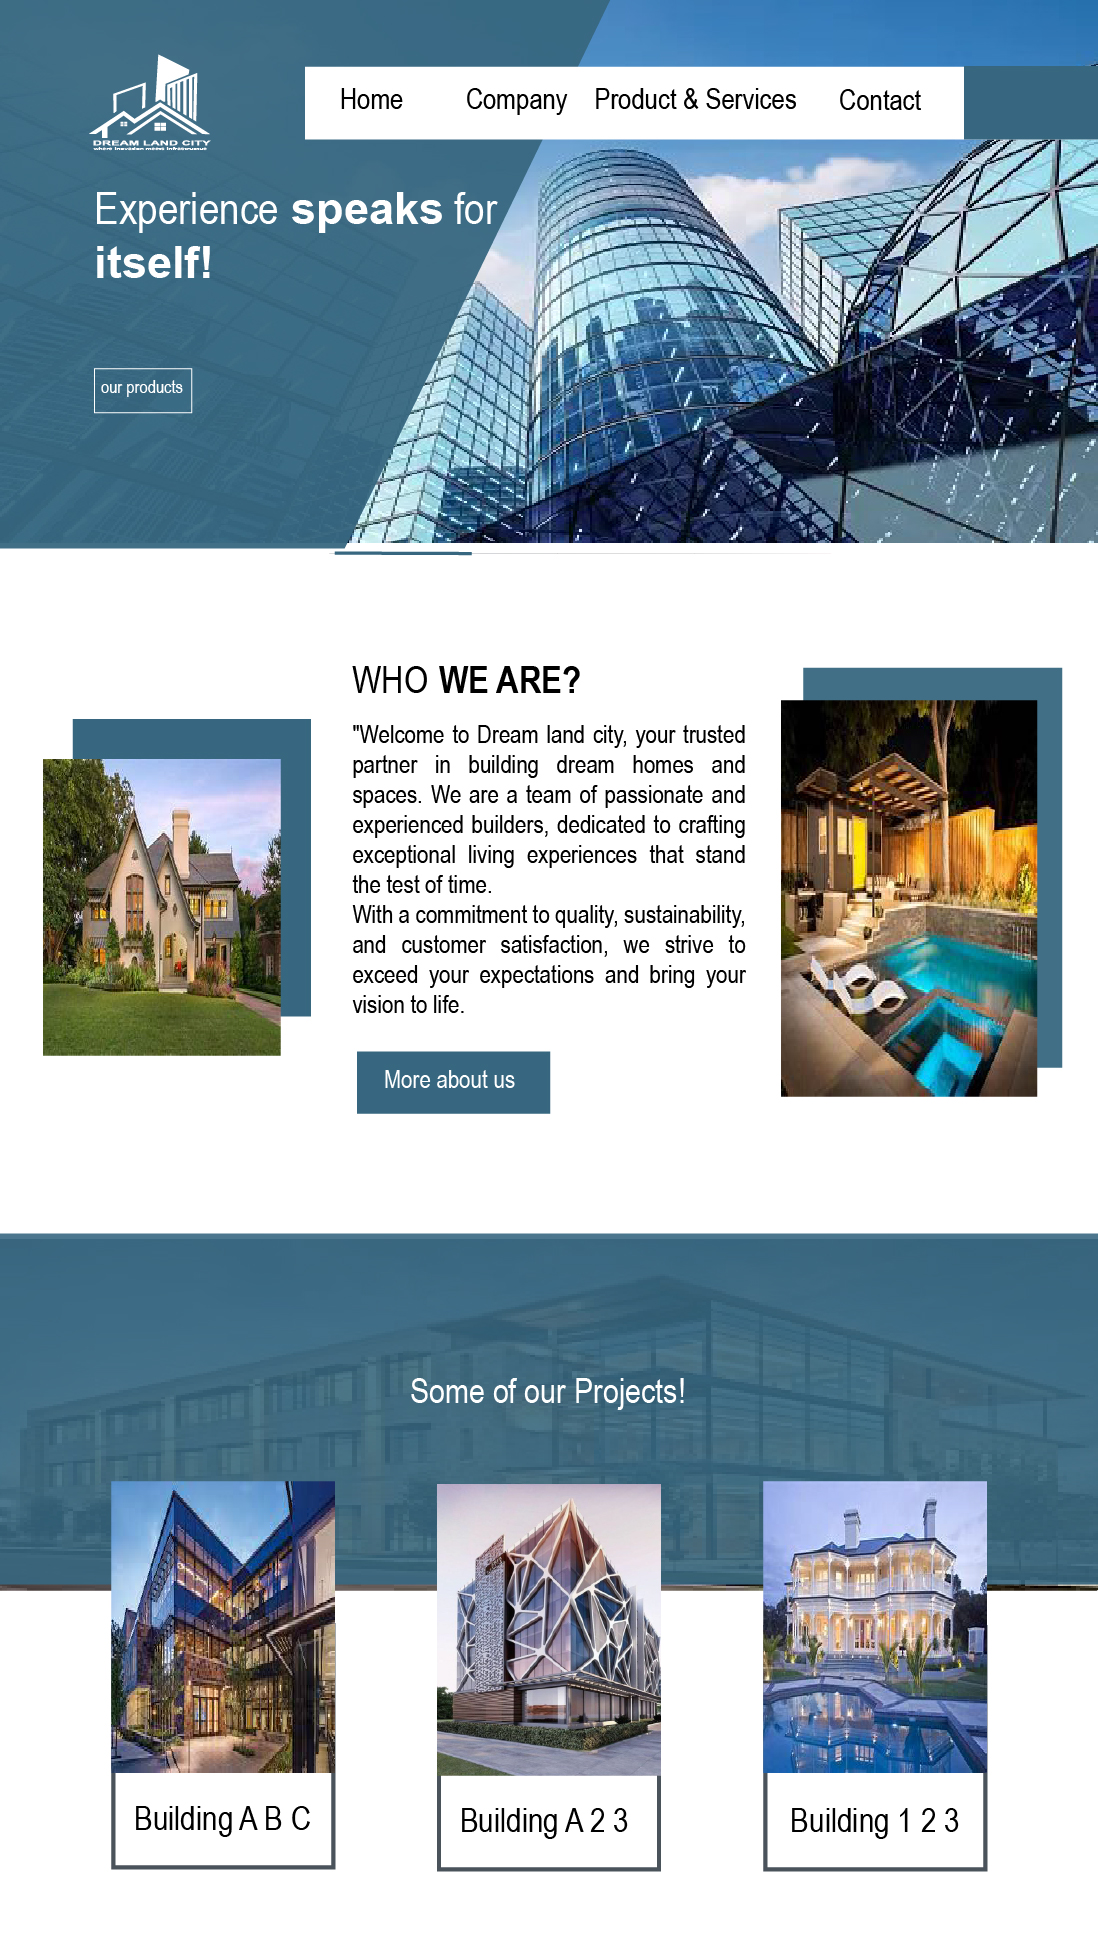 Home Company Product & Services Contact
DREAM LAND CITY
Experience speaks for
itself!
our products
WHO WE ARE?
"Welcome to Dream land city, your trusted
partner in building dream homes and
spaces. We are a team of passionate and
experienced builders, dedicated to crafting
exceptional living experiences that stand
the test of time.
With a commitment to quality, sustainability,
and customer satisfaction, we strive to
exceed your expectations and bring your
vision to life.
More about us
Some of our Projects!
Building A B C
Building A 2 3
Building 1 2 3